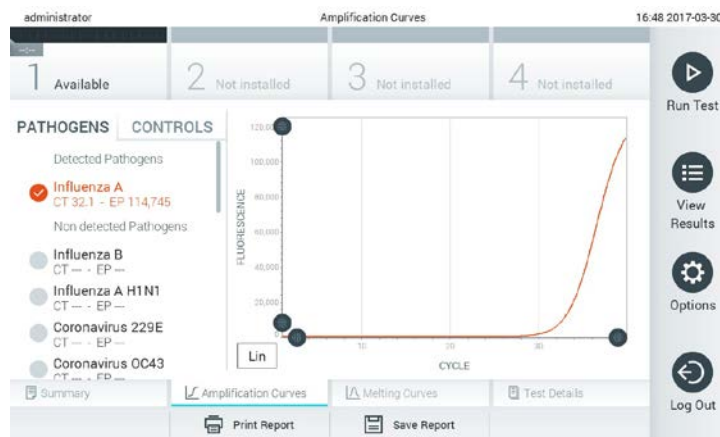 administrator
Amplification Curves
16:48 2017-03-30
--:--
1 Available
2 Not installed
3 Not installed
4 Not installed
Run Test
View
Results
Options
Log Out
PATHOGENS
CONTROLS
Detected Pathogens
Influenza A
CT 32.1 - EP 114,745
Non detected Pathogens
Influenza B
CT -- - EP --
Influenza A H1N1
CT -- - EP --
Coronavirus 229E
CT -- - EP --
Coronavirus OC43
CT -- - EP --
FLUORESCENCE
100,000
80,000
60,000
40,000
20,000
0
10
20
30
CYCLE
Lin
Summary
Amplification Curves
Melting Curves
Test Details
Print Report
Save Report